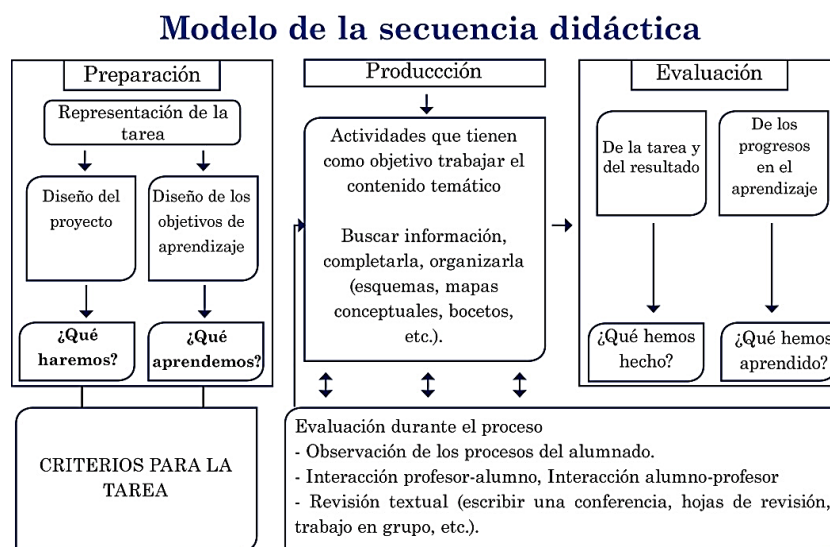 Modelo de la secuencia didáctica
Preparación
Representación de la
tarea
Diseño del
proyecto
Diseño de los
objetivos de
aprendizaje
¿Qué
haremos?
¿Qué
aprendemos?
CRITERIOS PARA LA
TAREA
Produccción
Actividades que tienen
como objetivo trabajar el
contenido temático
Buscar información,
completarla, organizarla
(esquemas, mapas
conceptuales, bocetos,
etc.).
Evaluación
De la tarea y
del resultado
De los
progresos
en el
aprendizaje
¿Qué hemos
hecho?
¿Qué hemos
aprendido?
Evaluación durante el proceso
- Observación de los procesos del alumnado.
- Interacción profesor-alumno, Interacción alumno-profesor
- Revisión textual (escribir una conferencia, hojas de revisión,
trabajo en grupo, etc.).